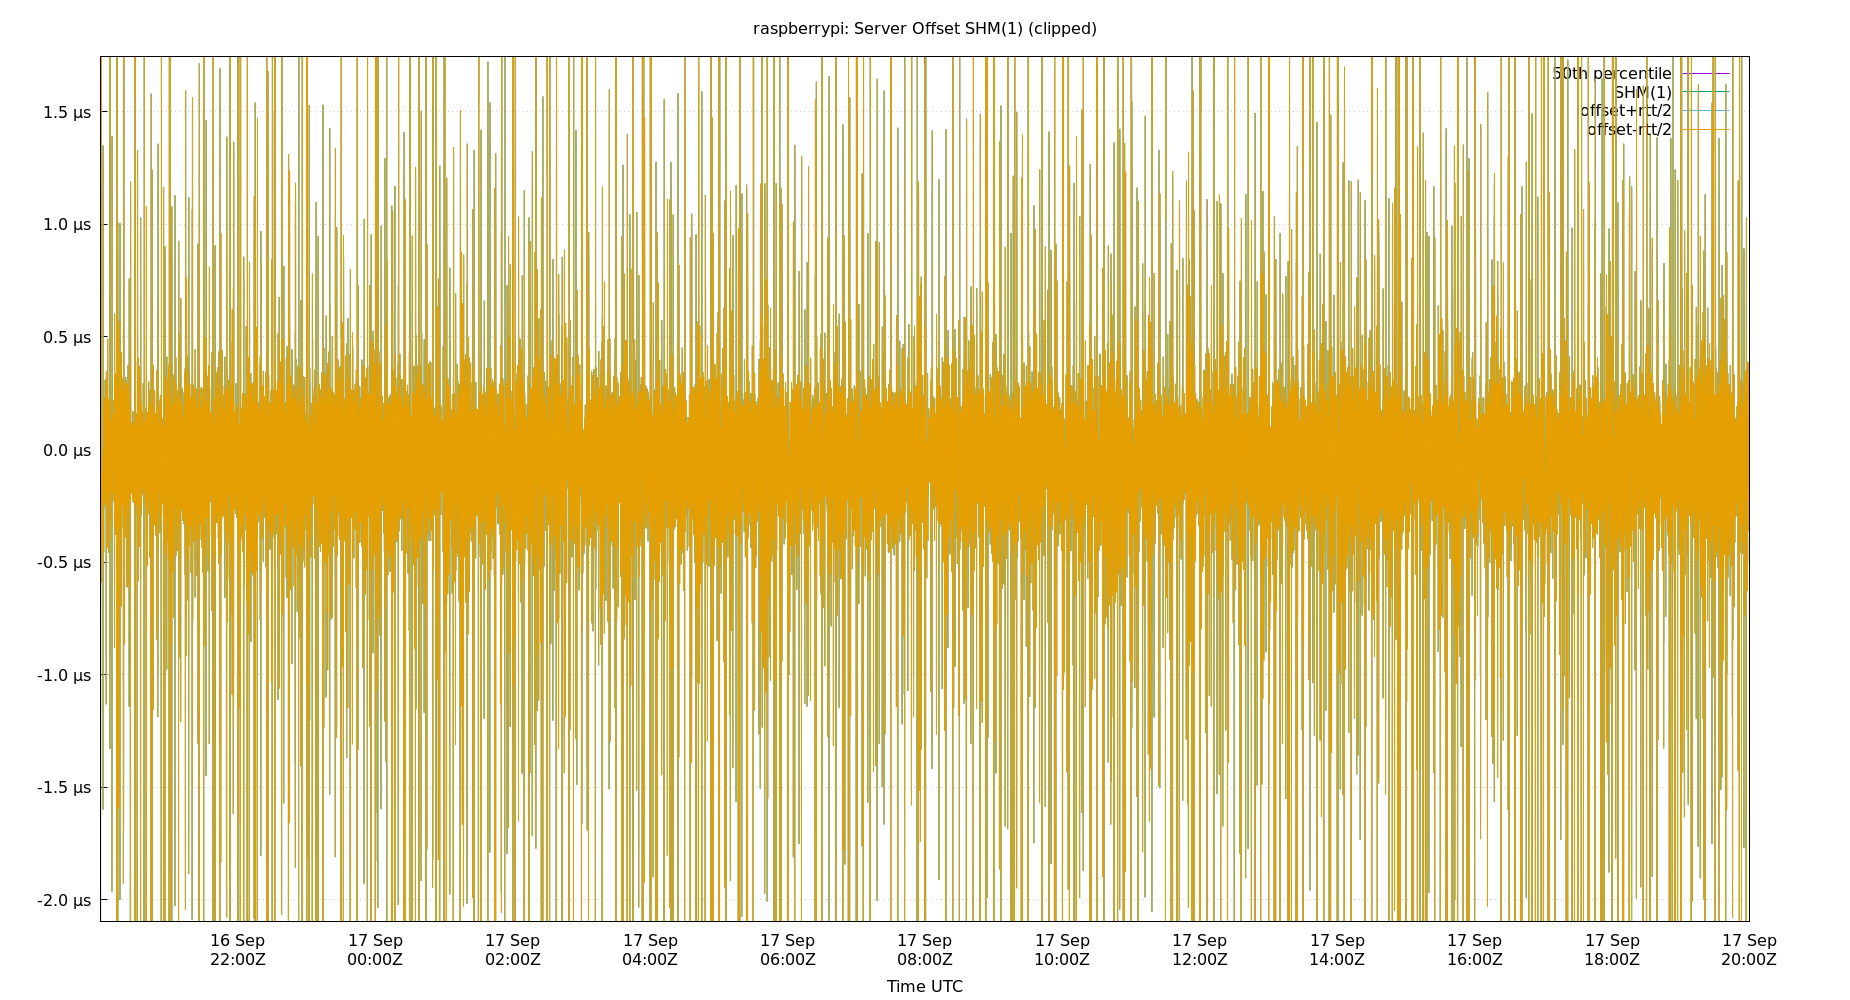 raspberrypi: Server Offset SHM(1) (clipped)
50th percentile
SHM(1)
offset+rtt/2
offset-rtt/2
1.5 µs
1.0 µs
0.5 µs
0.0 µs
-0.5 µs
-1.0 µs
-1.5 µs
-2.0 µs
16 Sep 17 Sep 17 Sep 17 Sep 17 Sep 17 Sep 17 Sep 17 Sep 17 Sep 17 Sep 17 Sep 17 Sep
22:00Z 00:00Z 02:00Z 04:00Z 06:00Z 08:00Z 10:00Z 12:00Z 14:00Z 16:00Z 18:00Z 20:00Z
Time UTC